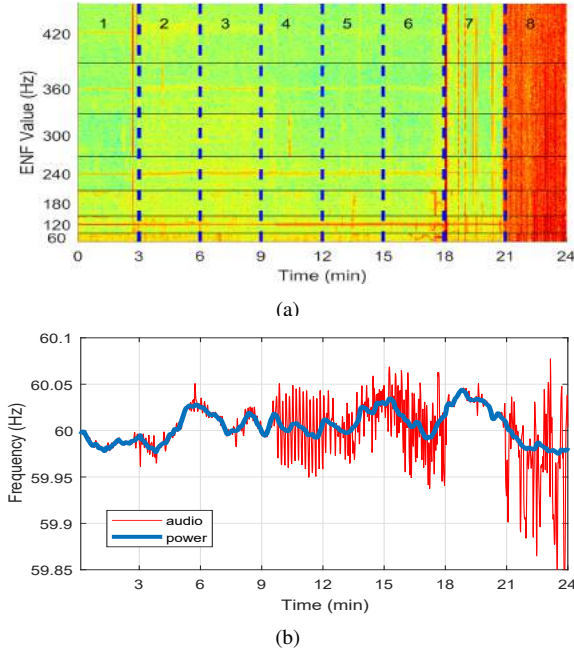 1 2 3 4 5 6 7 8
420
360
300
240
180
120
60
ENF Value (Hz)
0 3 6 9 12 15 18 21 24
Time (min)
(a)
60.1
60.05
60
59.95
59.9
59.85
Frequency (Hz)
audio
power
3 6 9 12 15 18 21 24
Time (min)
(b)